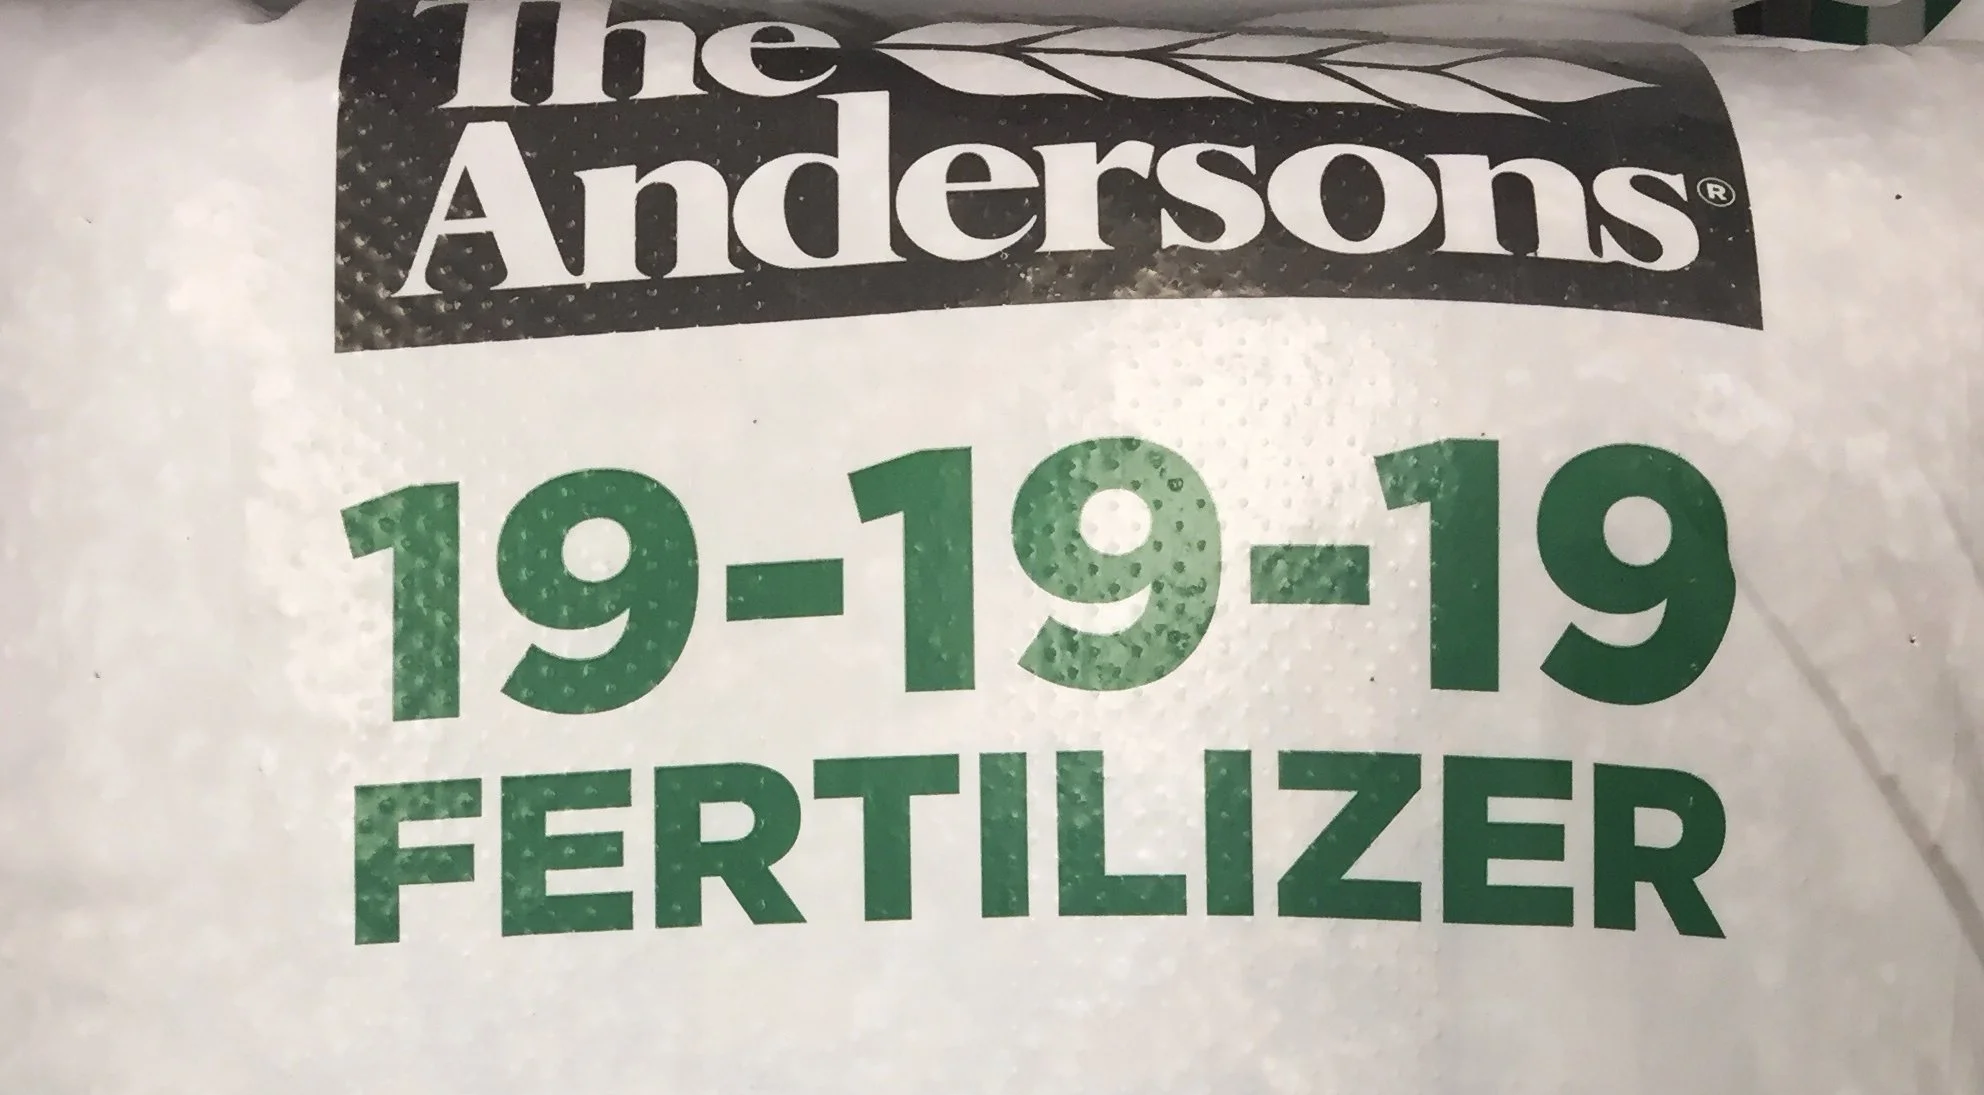 The
Andersons®
19-19-19
FERTILIZER